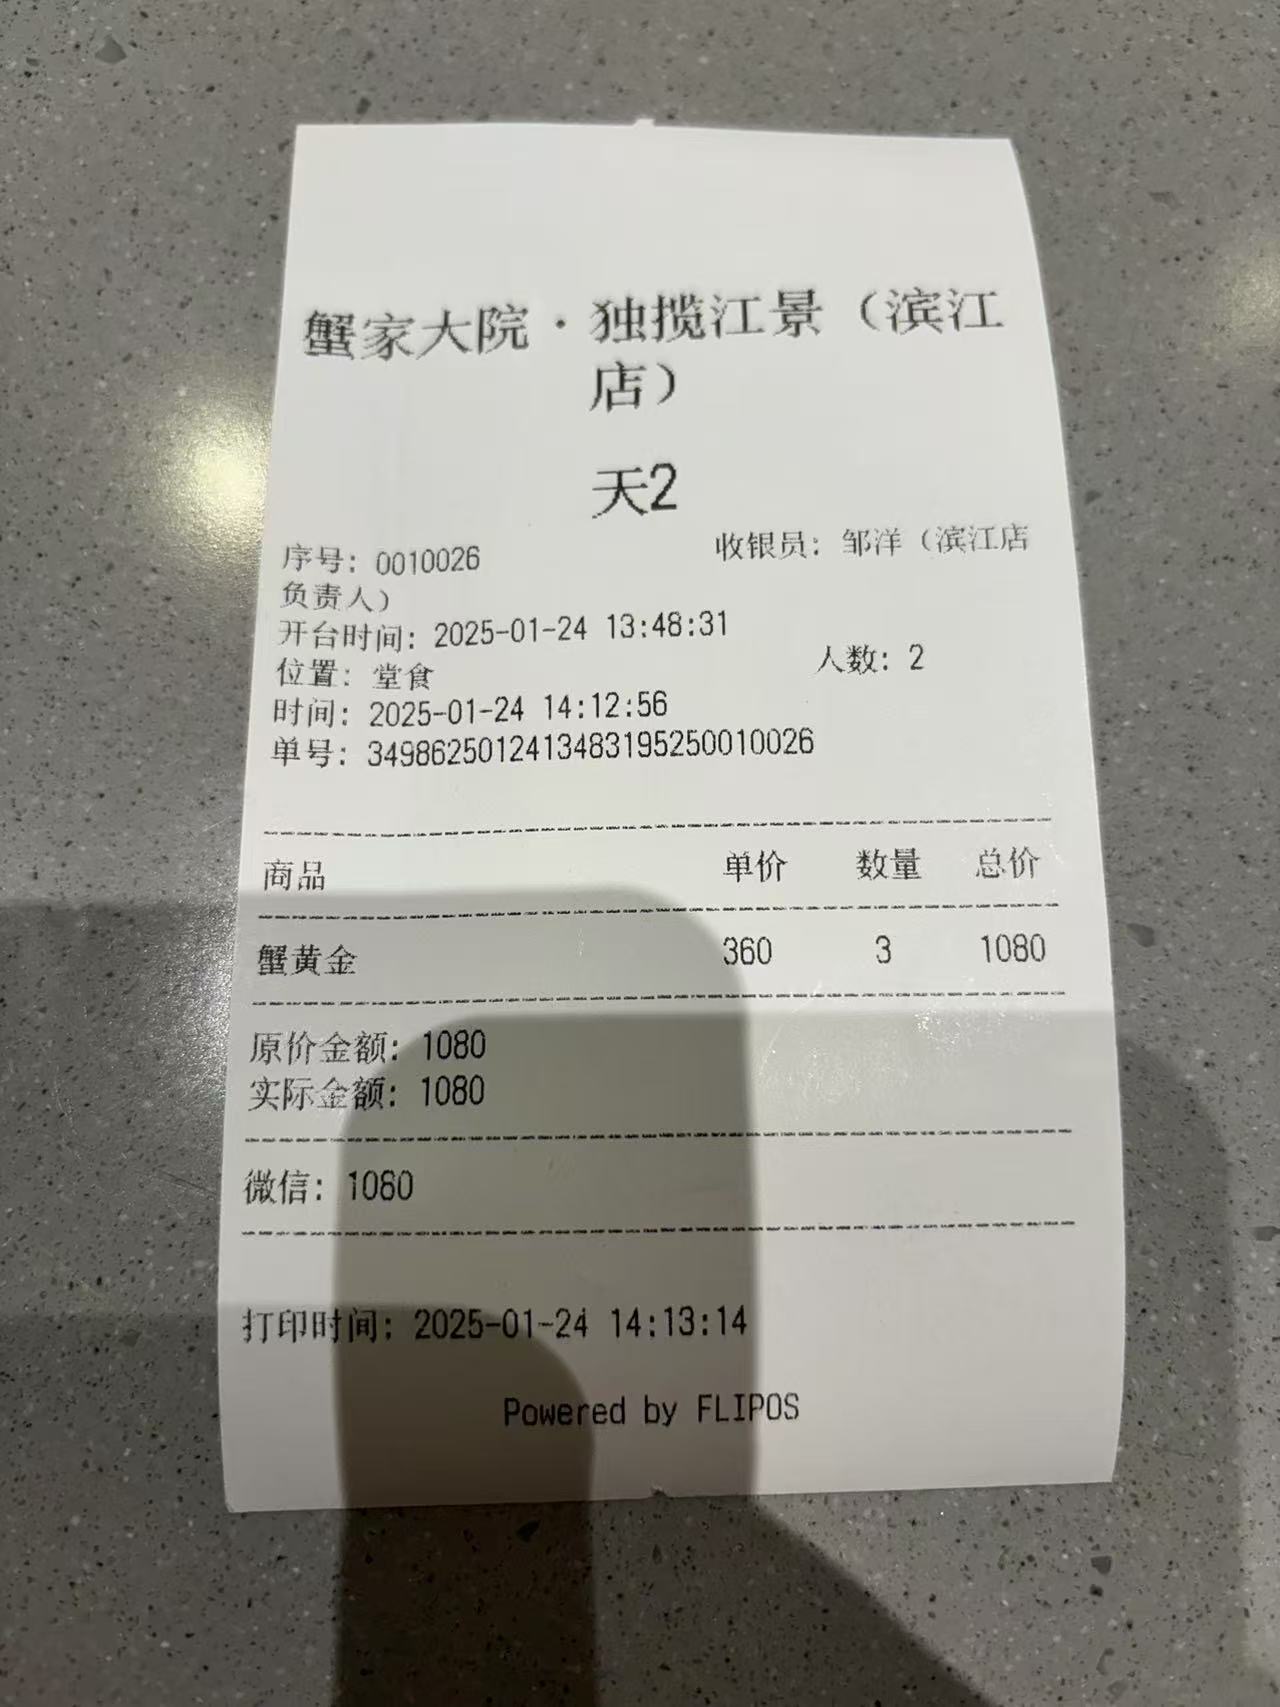 蟹家大院·独揽江景（滨江
店）
天2
序号：0010026 收银员：邹洋（滨江店
负责人）
开台时间：2025-01-24 13:48:31
位置：堂食 人数：2
时间：2025-01-24 14:12:56
单号：349862501241348319525001002​6
商品 单价 数量 总价
蟹黄金 360 3 1080
原价金额：1080
实际金额：1080
微信：1080
打印时间：2025-01-24 14:13:14
Powered by FLIPOS